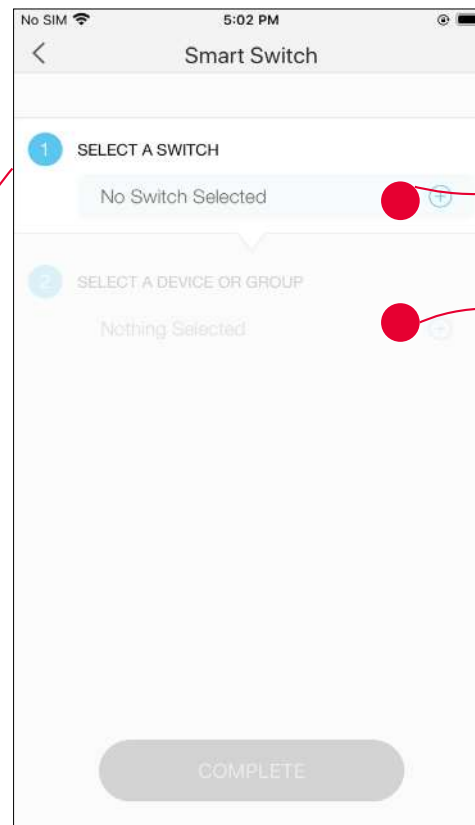 No SIM 5:02 PM
Smart Switch
1 SELECT A SWITCH
No Switch Selected
2 SELECT A DEVICE OR GROUP
Nothing Selected
COMPLETE